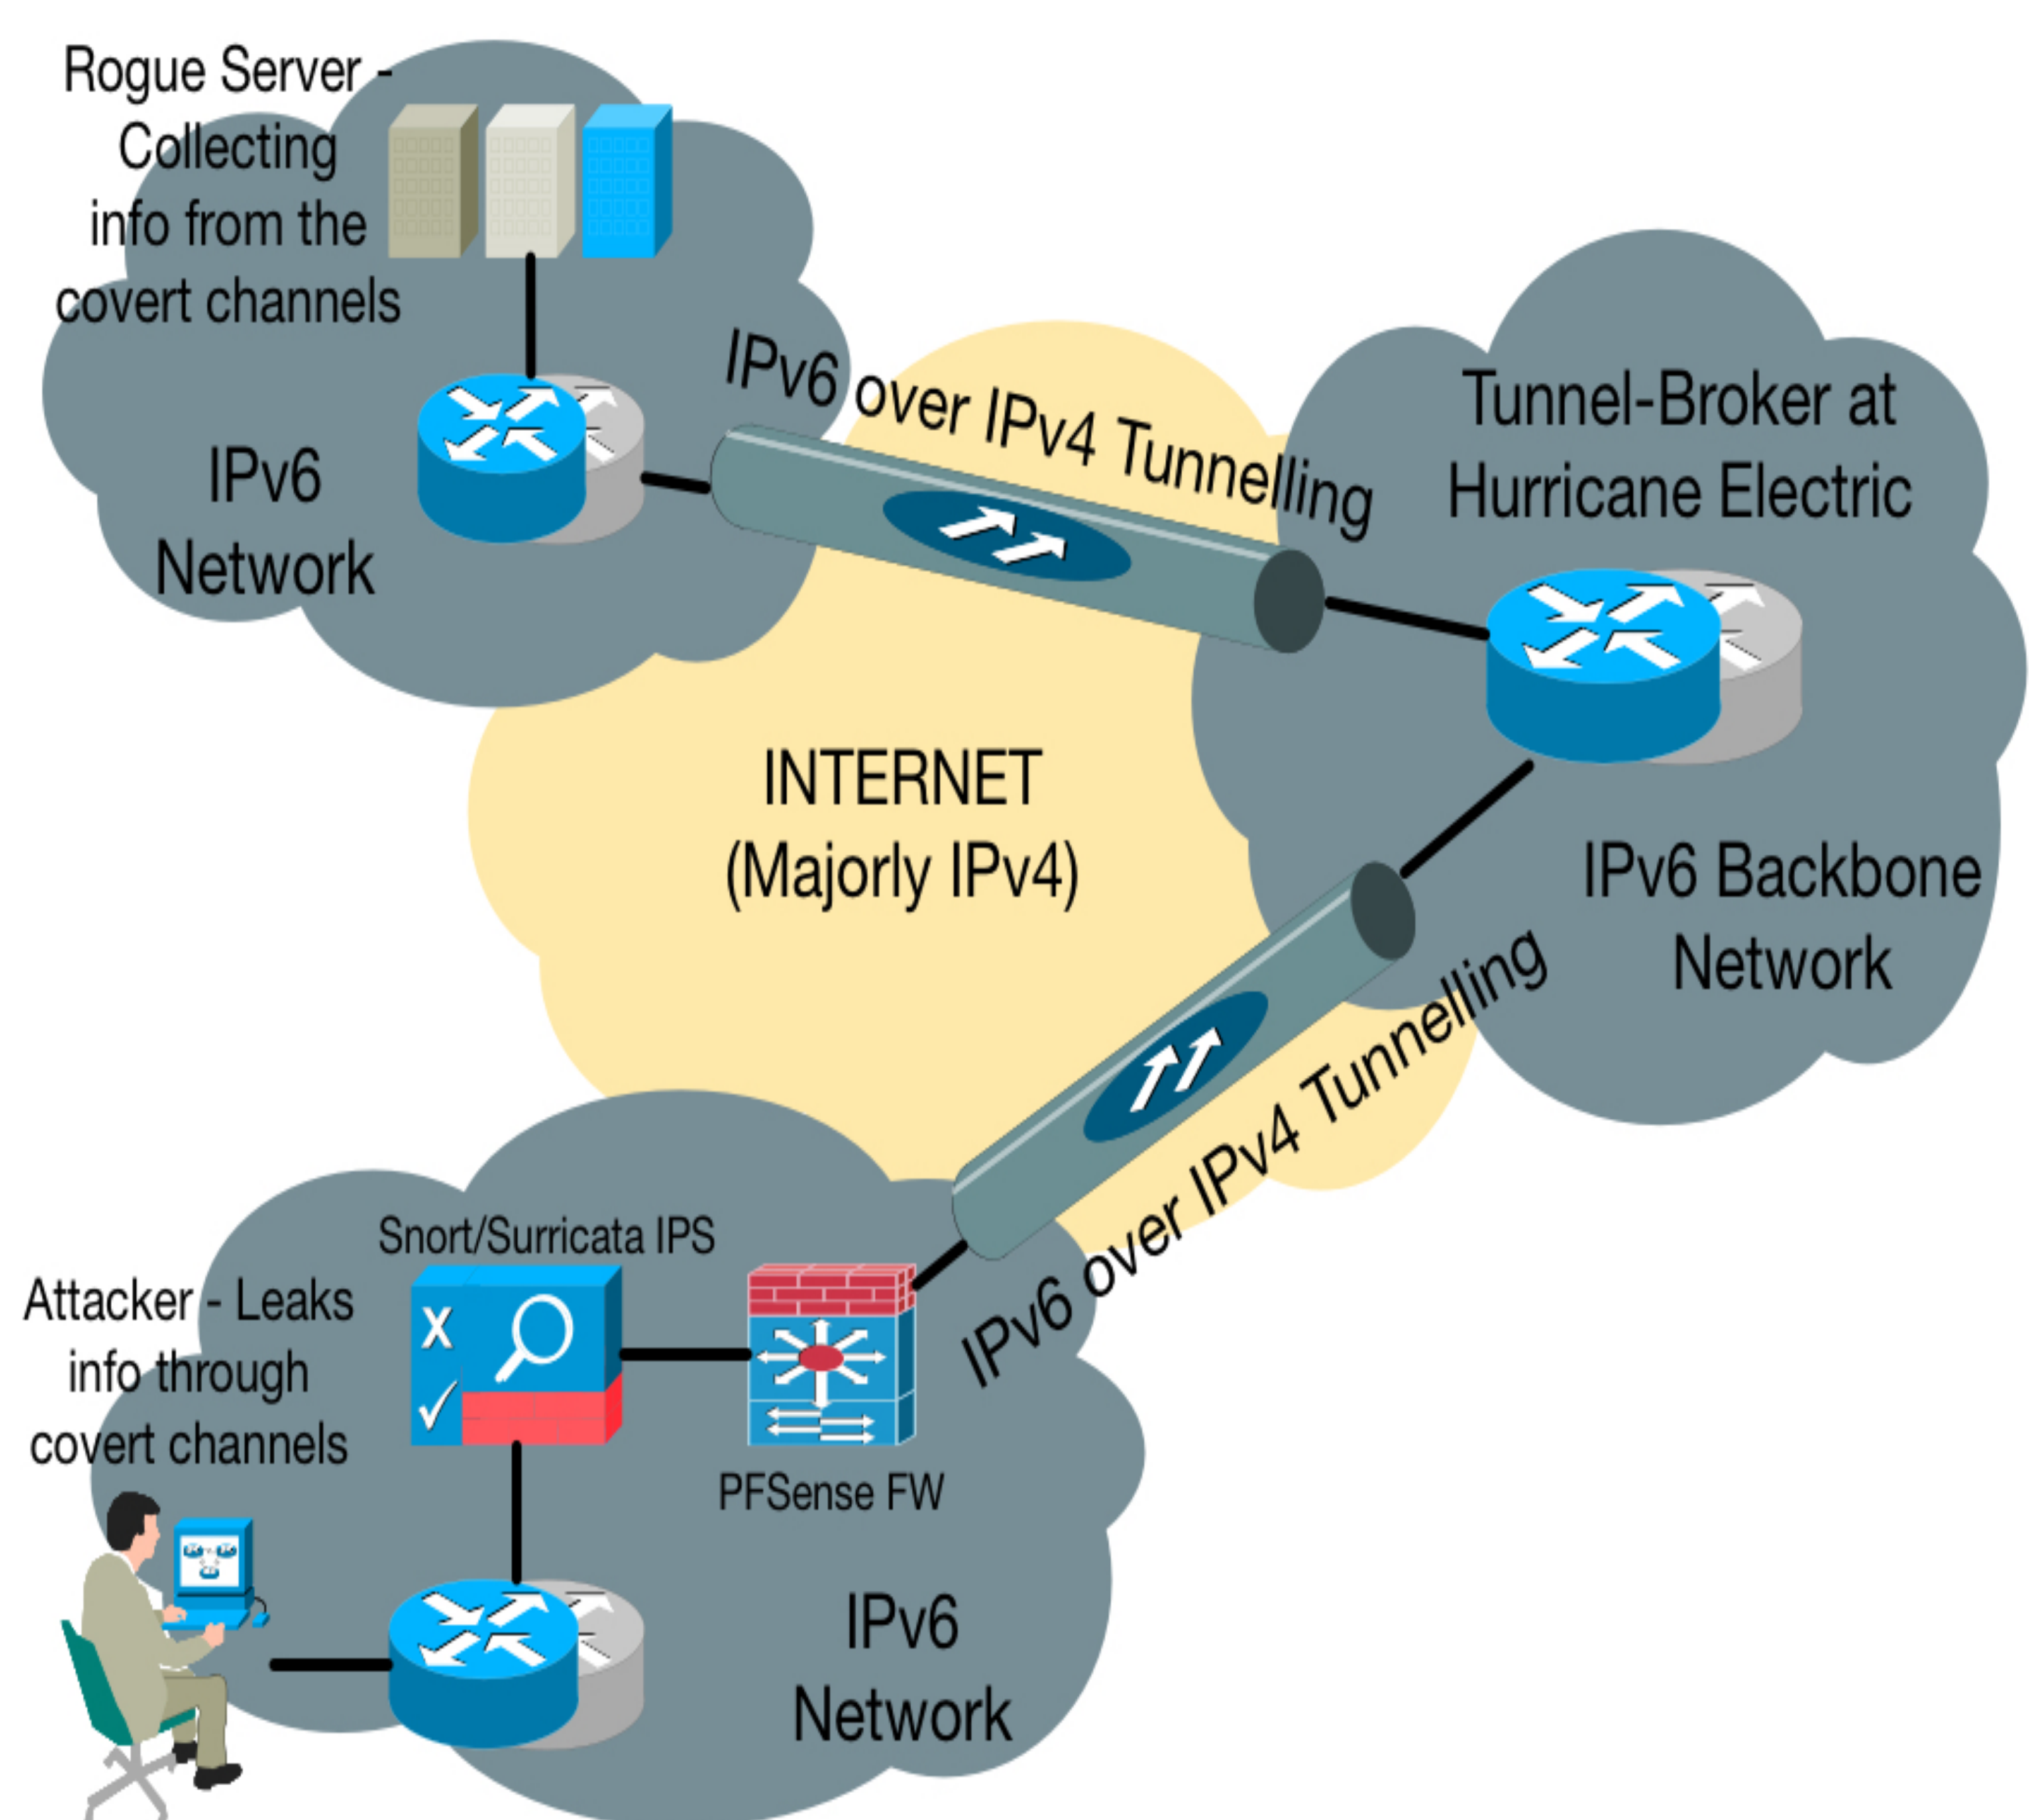 Rogue Server -
Collecting
info from the
covert channels
IPv6
Network
IPv6 over IPv4 Tunnelling
Tunnel-Broker at
Hurricane Electric
INTERNET
(Majorly IPv4)
IPv6 Backbone
Network
IPv6 over IPv4 Tunnelling
Snort/Surricata IPS
Attacker - Leaks
info through
covert channels
X
PFSense FW
IPv6
Network